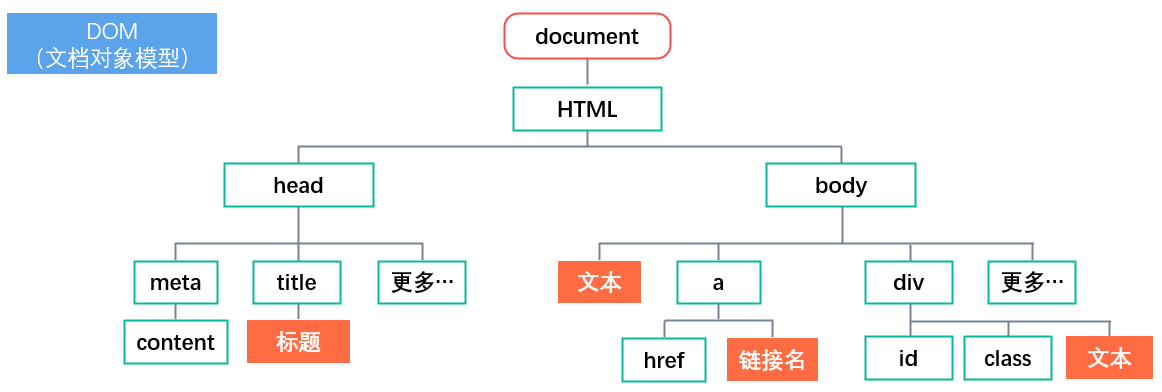 DOM
（文档对象模型）
document
HTML
head
body
meta
title
更多…
文本
a
div
更多…
content
标题
href
链接名
id
class
文本